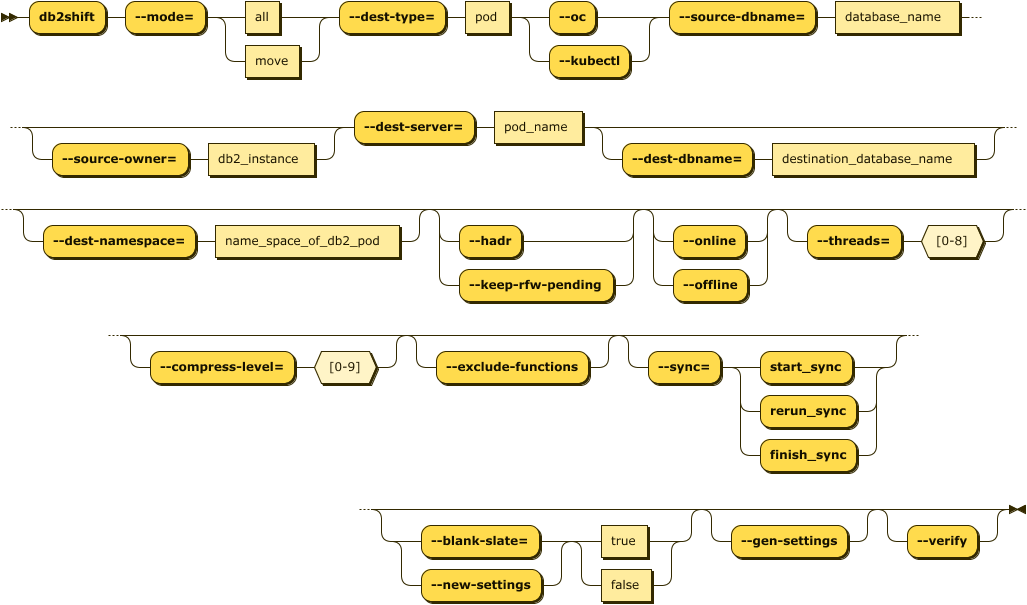 db2shift --mode= all --dest-type= pod --oc --source-dbname= database_name
move --kubectl
--dest-server= pod_name
--source-owner= db2_instance --dest-dbname= destination_database_name
--dest-namespace= name_space_of_db2_pod --hadr --online --threads= [0-8]
--keep-rfw-pending --offline
--compress-level= [0-9] --exclude-functions --sync= start_sync
rerun_sync
finish_sync
--blank-slate= true --gen-settings --verify
--new-settings false